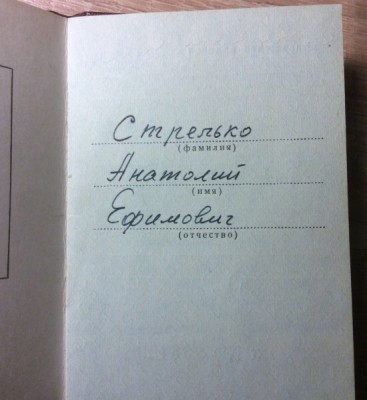 Стрелько
(фамилия)
Анатолий
(имя)
Ефимович
(отчество)